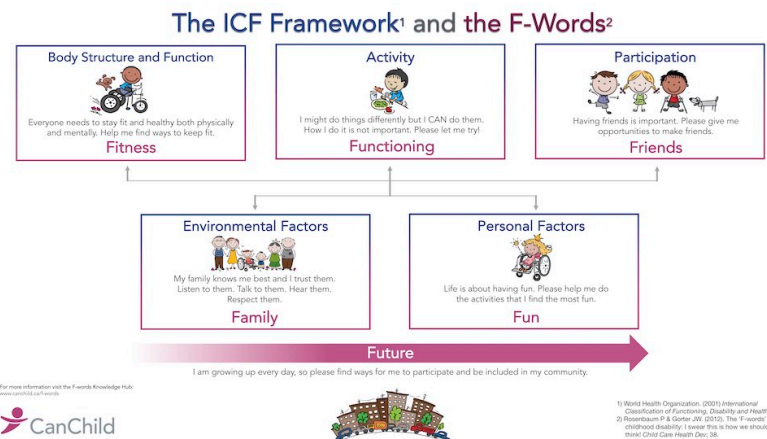 The ICF Framework¹ and the F-Words²
Body Structure and Function
Everyone needs to stay fit and healthy both physically
and mentally. Help me find ways to keep fit.
Fitness
Activity
I might do things differently but I CAN do them.
How I do it is not important. Please let me try!
Functioning
Participation
Having friends is important. Please give me
opportunities to make friends.
Friends
Environmental Factors
My family knows me best and I trust them.
Listen to them. Talk to them. Hear them.
Respect them.
Family
Personal Factors
Life is about having fun. Please help me do
the activities that I find the most fun.
Fun
Future
I am growing up every day, so please find ways for me to participate and be included in my community.
For more information visit the F-words Knowledge Hub:
www.canchild.ca/f-words
CanChild
1) World Health Organization. (2001) International
Classification of Functioning, Disability and Health
2) Rosenbaum P & Gorter JW. (2012). The 'F-words'
childhood disability: I swear this is how we should
think! Child Care Health Dev; 38.